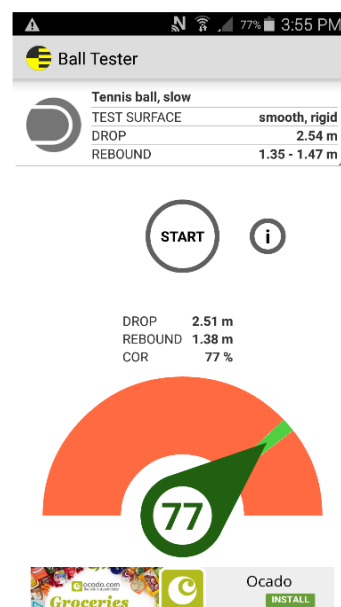 77% 3:55 PM
Ball Tester
Tennis ball, slow
TEST SURFACE smooth, rigid
DROP 2.54 m
REBOUND 1.35 - 1.47 m
START i
DROP 2.51 m
REBOUND 1.38 m
COR 77 %
77
ocado.com
Groceries
Ocado
INSTALL